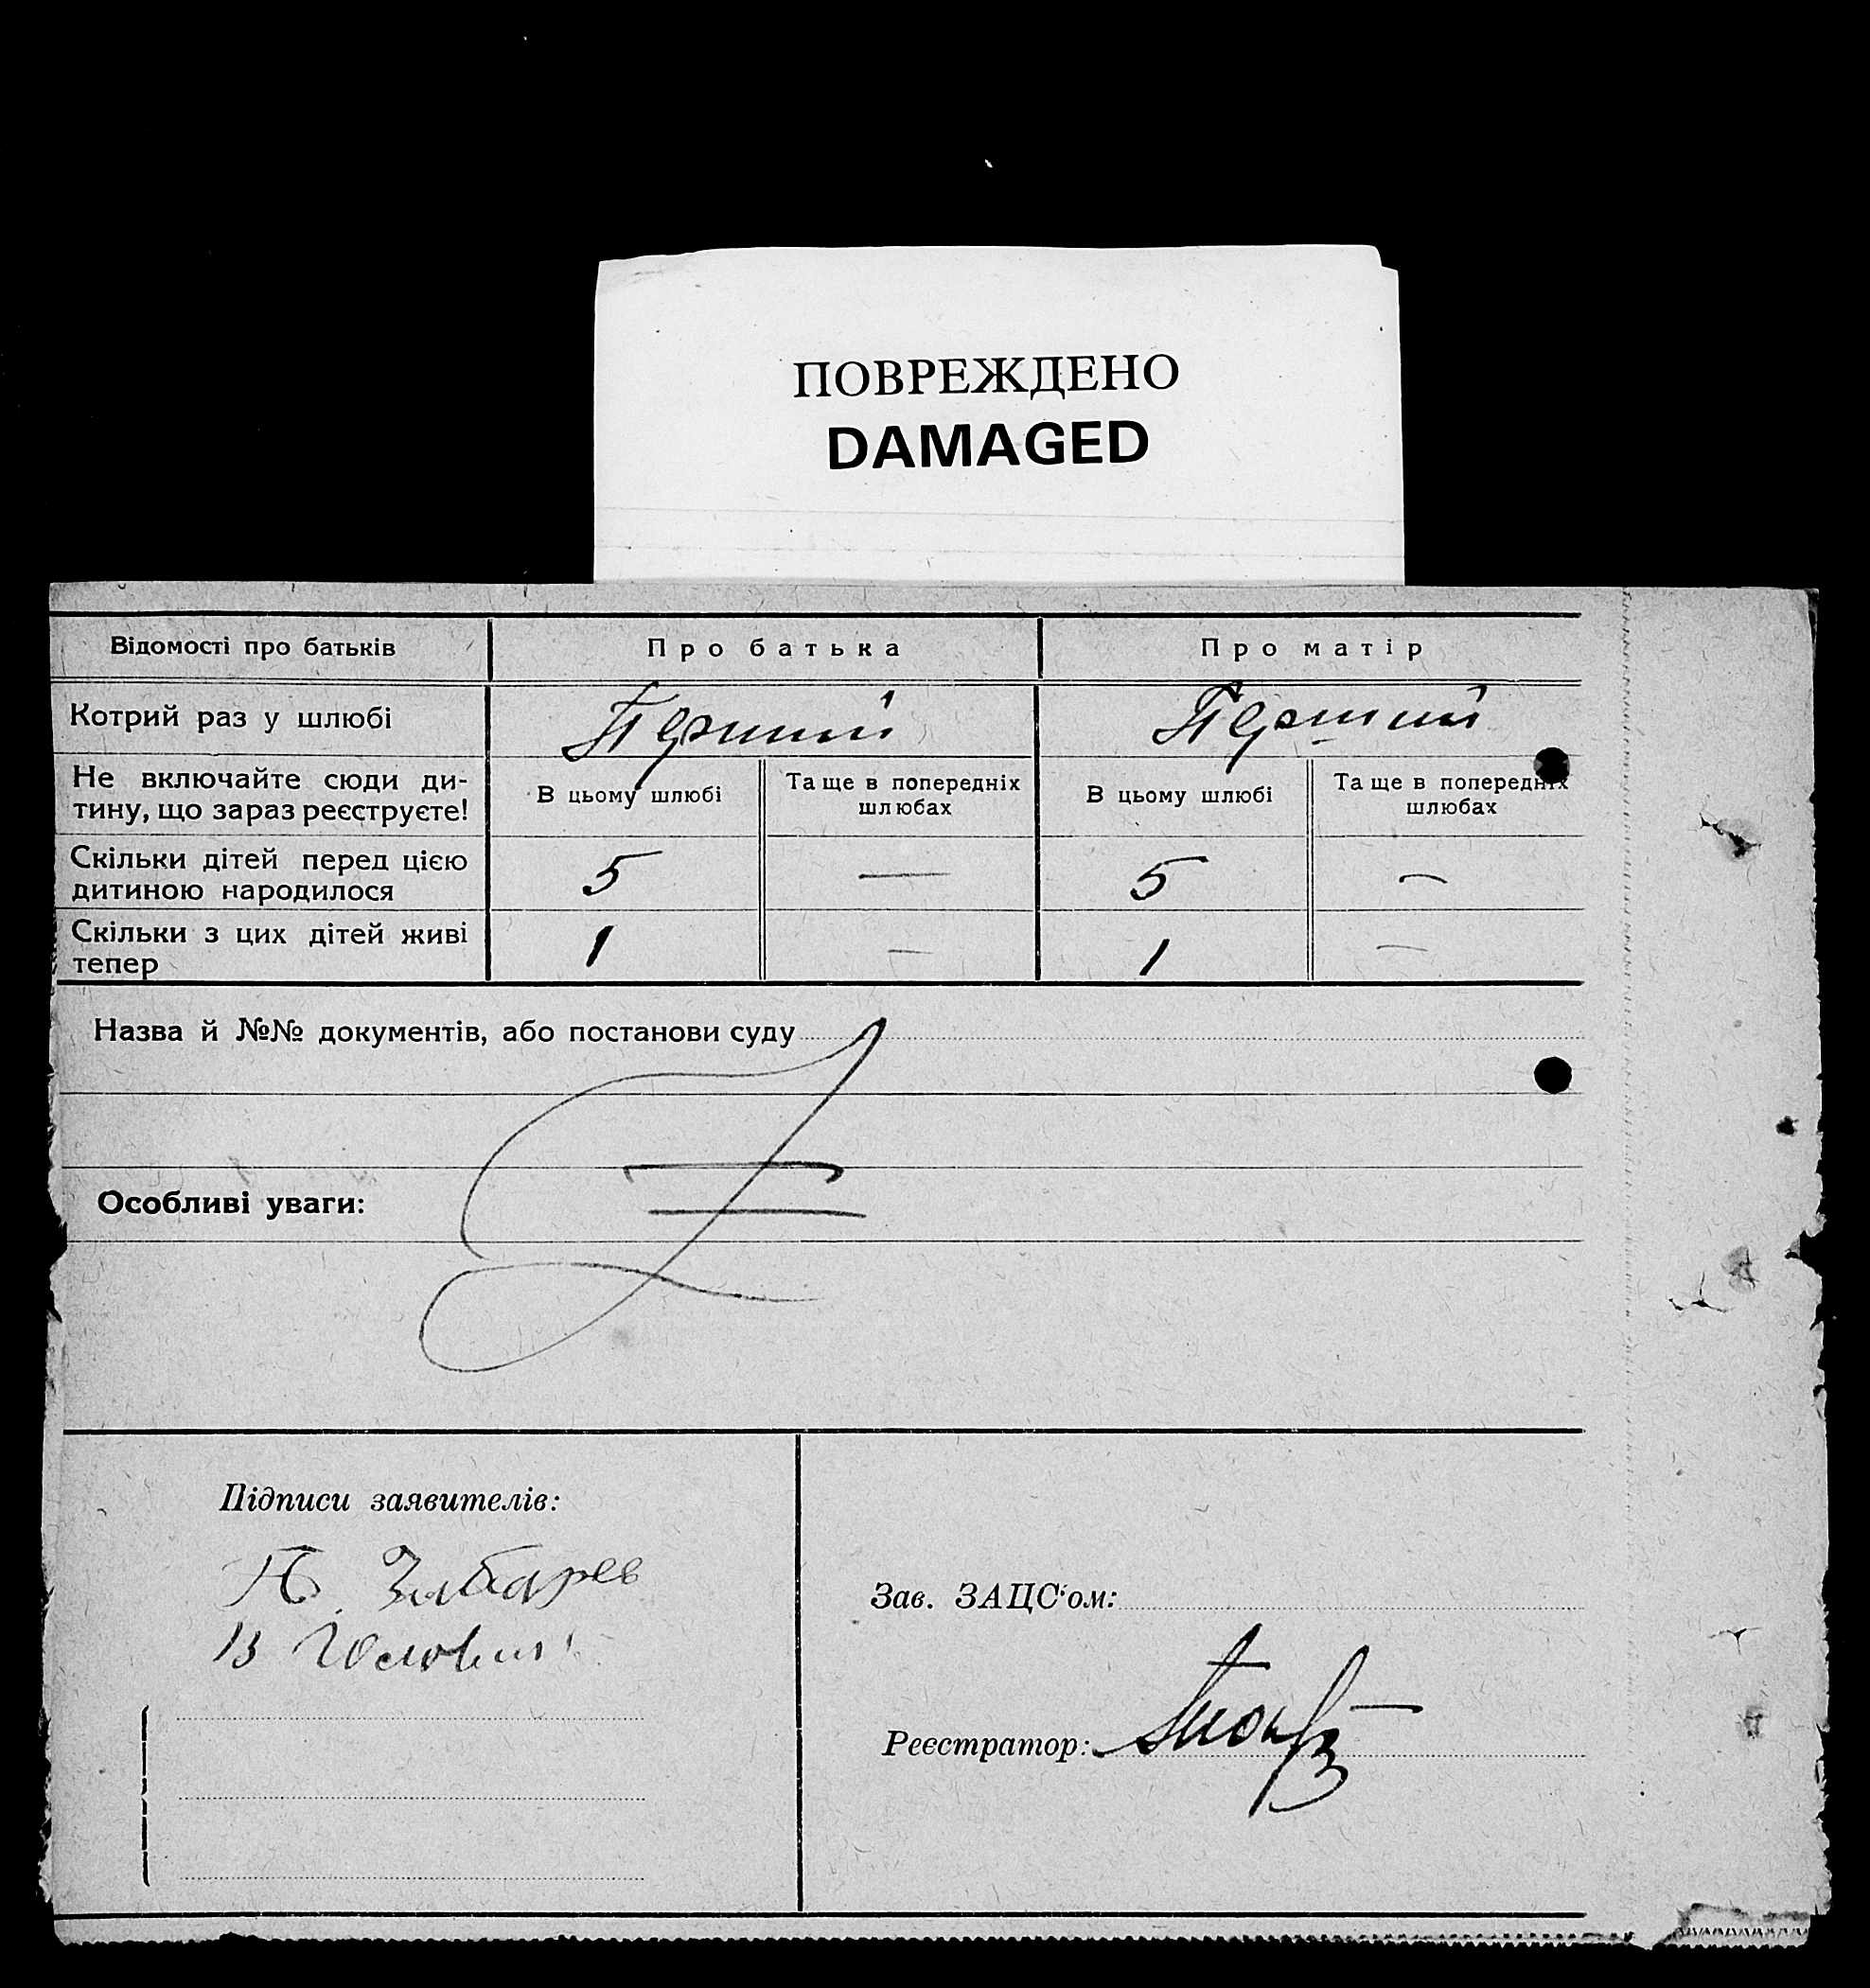 ПОВРЕЖДЕНО
DAMAGED
Відомості про батьків
Про батька
Про матір
Котрий раз у шлюбі
Перший
Перший
Не включайте сюди ди-
тину, що зараз реєструєте!
В цьому шлюбі
Та ще в попередніх
шлюбах
В цьому шлюбі
Та ще в попередніх
шлюбах
Скільки дітей перед цією
дитиною народилося
5
—
5
—
Скільки з цих дітей живі
тепер
1
—
1
—
Назва й №№ документів, або постанови суду
Особливі уваги:
Підписи заявителів:
Зав. ЗАЦС'ом:
Реєстратор: